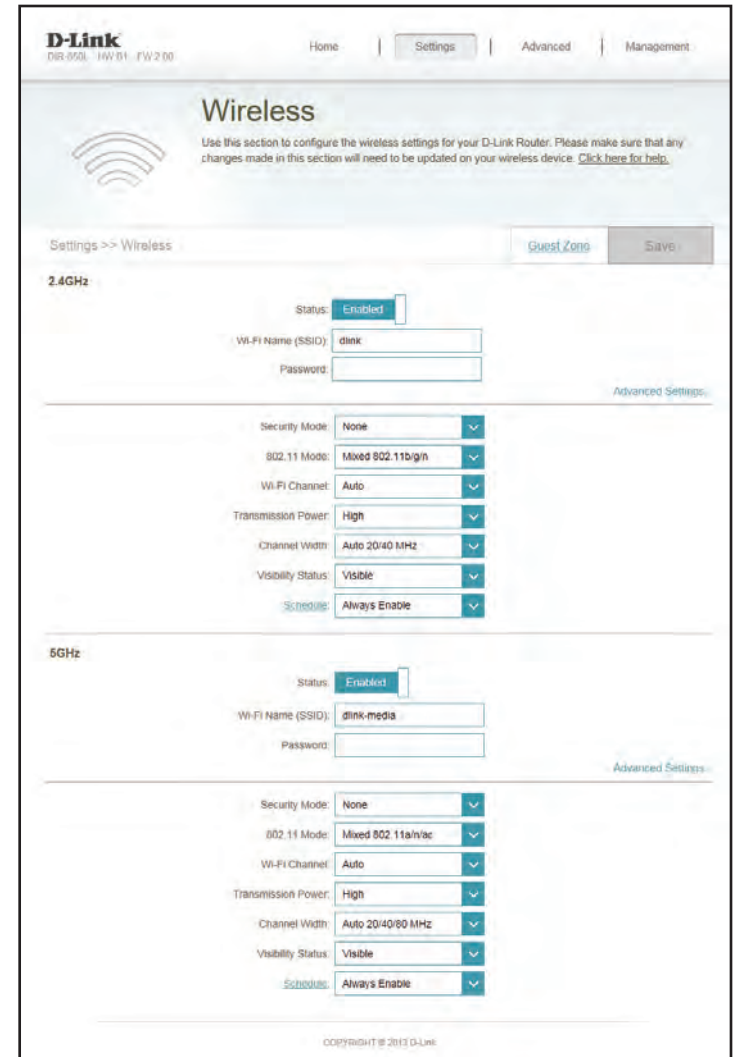 D-Link
DIR-850L HW:B1 FW:2.00
Home | Settings | Advanced | Management
Wireless
Use this section to configure the wireless settings for your D-Link Router. Please make sure that any
changes made in this section will need to be updated on your wireless device. Click here for help.
Settings >> Wireless
Guest Zone
Save
2.4GHz
Status: Enabled
Wi-Fi Name (SSID): dlink
Password:
Advanced Settings...
Security Mode: None
802.11 Mode: Mixed 802.11b/g/n
Wi-Fi Channel: Auto
Transmission Power: High
Channel Width: Auto 20/40 MHz
Visibility Status: Visible
Schedule: Always Enable
5GHz
Status: Enabled
Wi-Fi Name (SSID): dlink-media
Password:
Advanced Settings...
Security Mode: None
802.11 Mode: Mixed 802.11a/n/ac
Wi-Fi Channel: Auto
Transmission Power: High
Channel Width: Auto 20/40/80 MHz
Visibility Status: Visible
Schedule: Always Enable
COPYRIGHT © 2013 D-Link